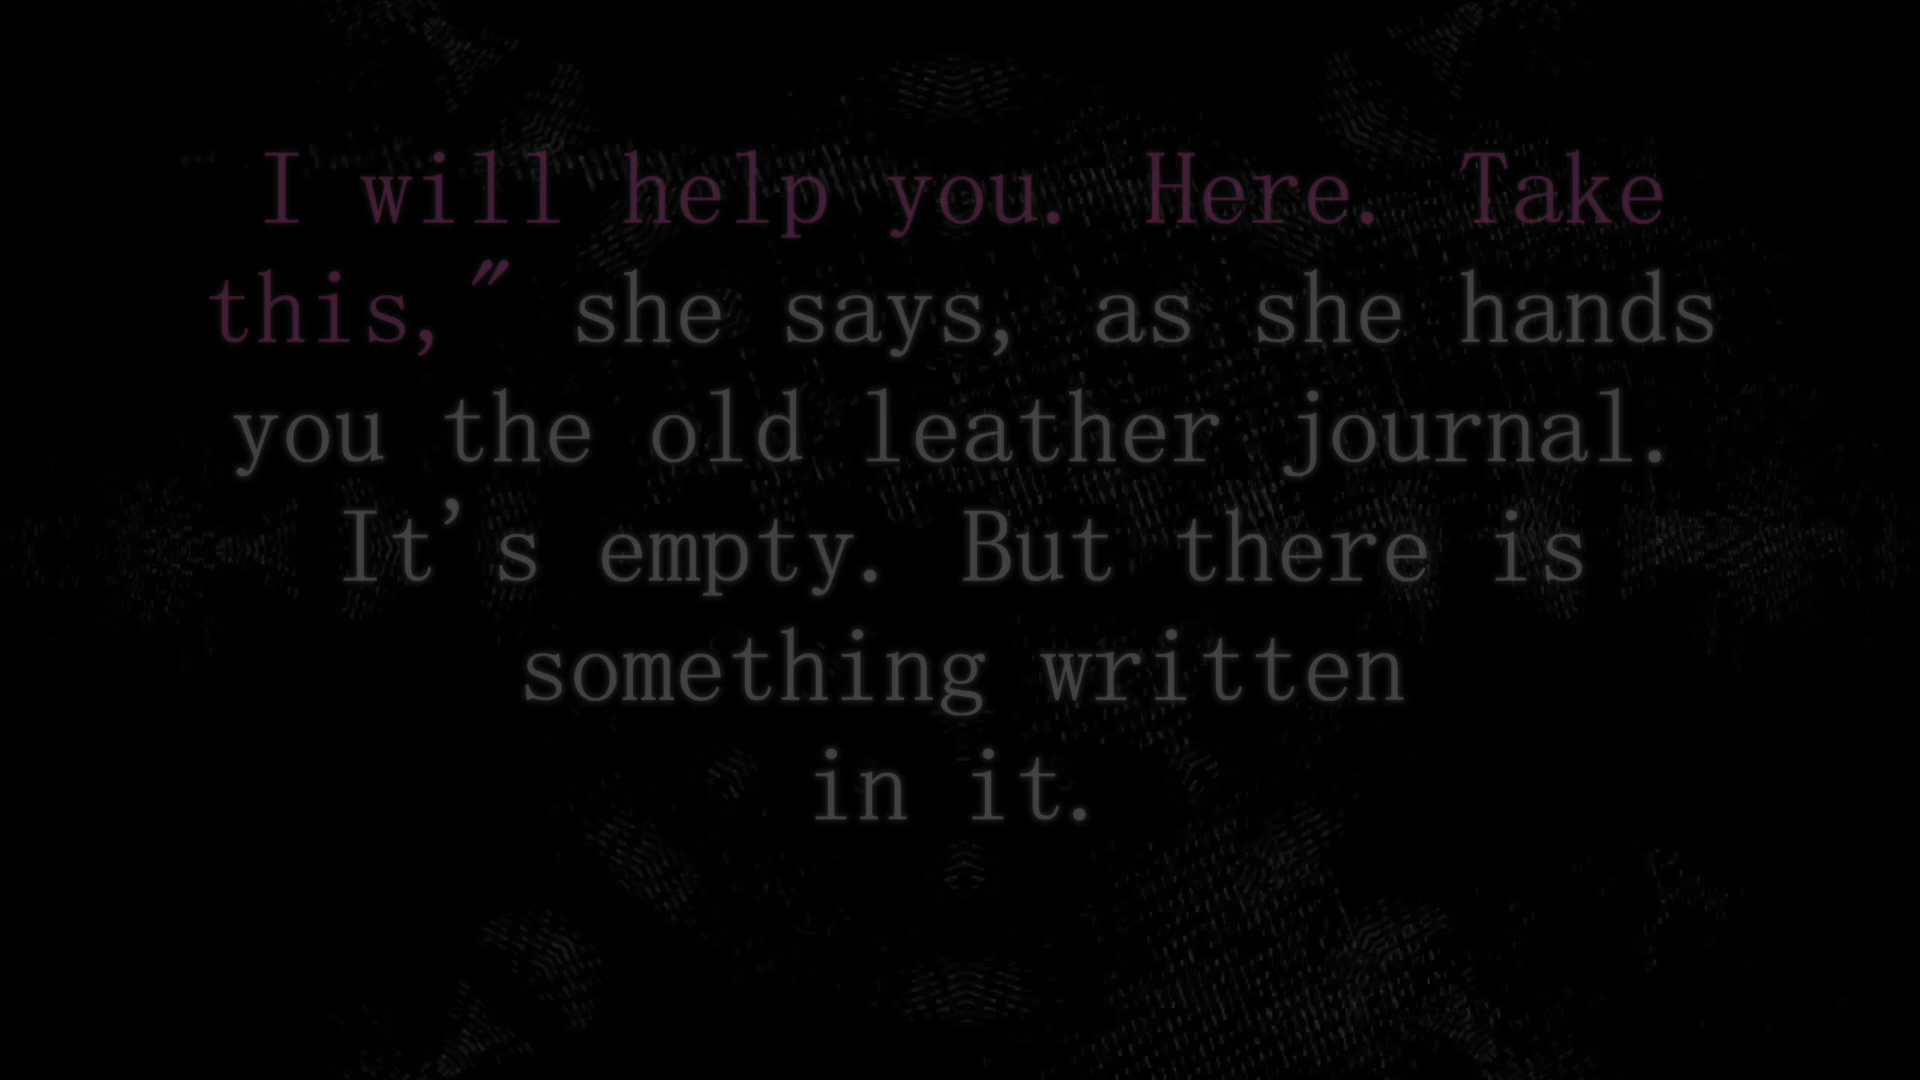 I will help you. Here. Take
this," she says, as she hands
you the old leather journal.
It's empty. But there is
something written
in it.